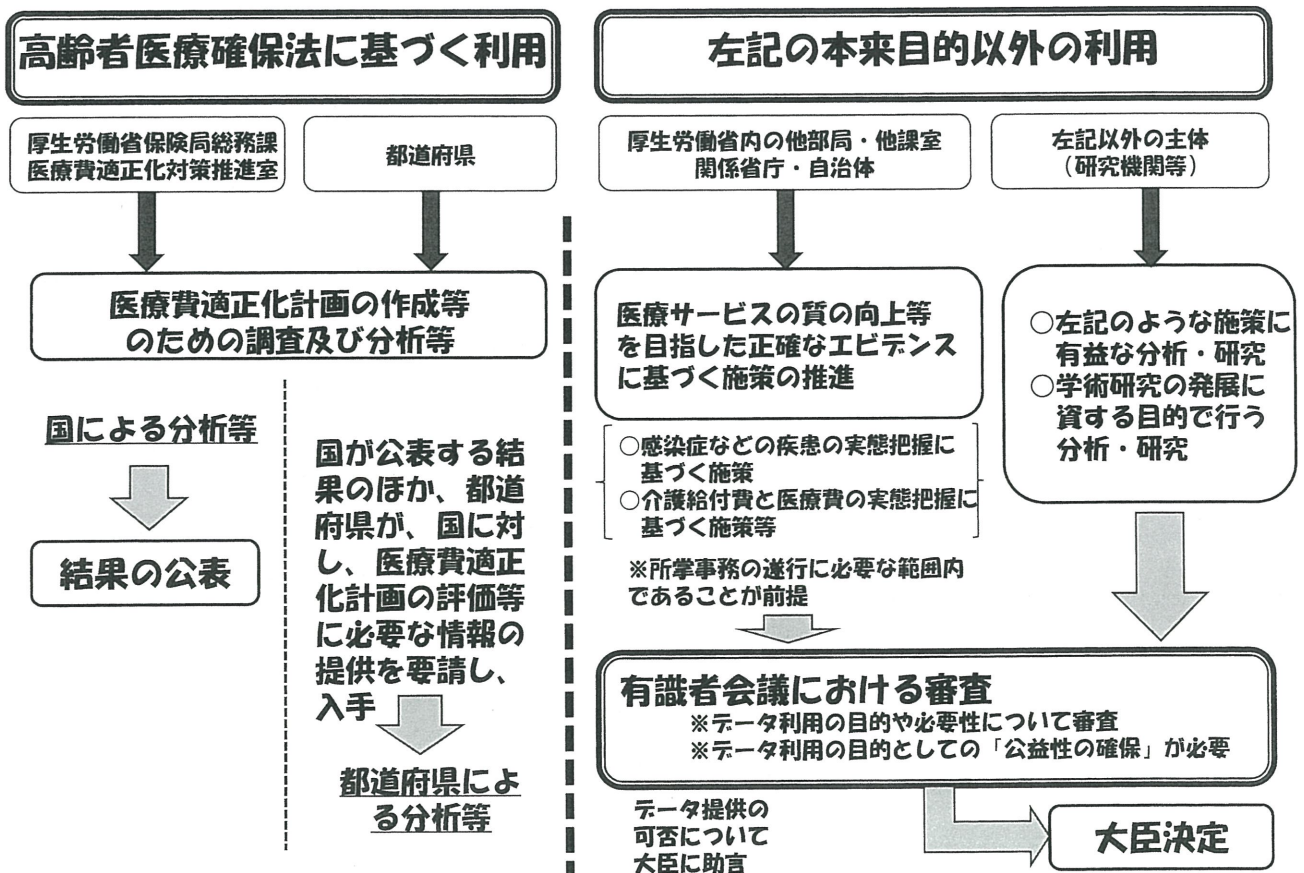 高齢者医療確保法に基づく利用
左記の本来目的以外の利用
厚生労働省保険局総務課
医療費適正化対策推進室
都道府県
厚生労働省内の他部局・他課室
関係省庁・自治体
左記以外の主体
(研究機関等)
医療費適正化計画の作成等
のための調査及び分析等
国による分析等
結果の公表
国が公表する結
果のほか、都道
府県が、国に対
し、医療費適正
化計画の評価等
に必要な情報の
提供を要請し、
入手
都道府県によ
る分析等
医療サービスの質の向上等
を目指した正確なエビデンス
に基づく施策の推進
○感染症などの疾患の実態把握に
基づく施策
○介護給付費と医療費の実態把握に
基づく施策等
※所掌事務の遂行に必要な範囲内
であることが前提
○左記のような施策に
有益な分析・研究
○学術研究の発展に
資する目的で行う
分析・研究
有識者会議における審査
※データ利用の目的や必要性について審査
※データ利用の目的としての「公益性の確保」が必要
データ提供の
可否について
大臣に助言
大臣決定